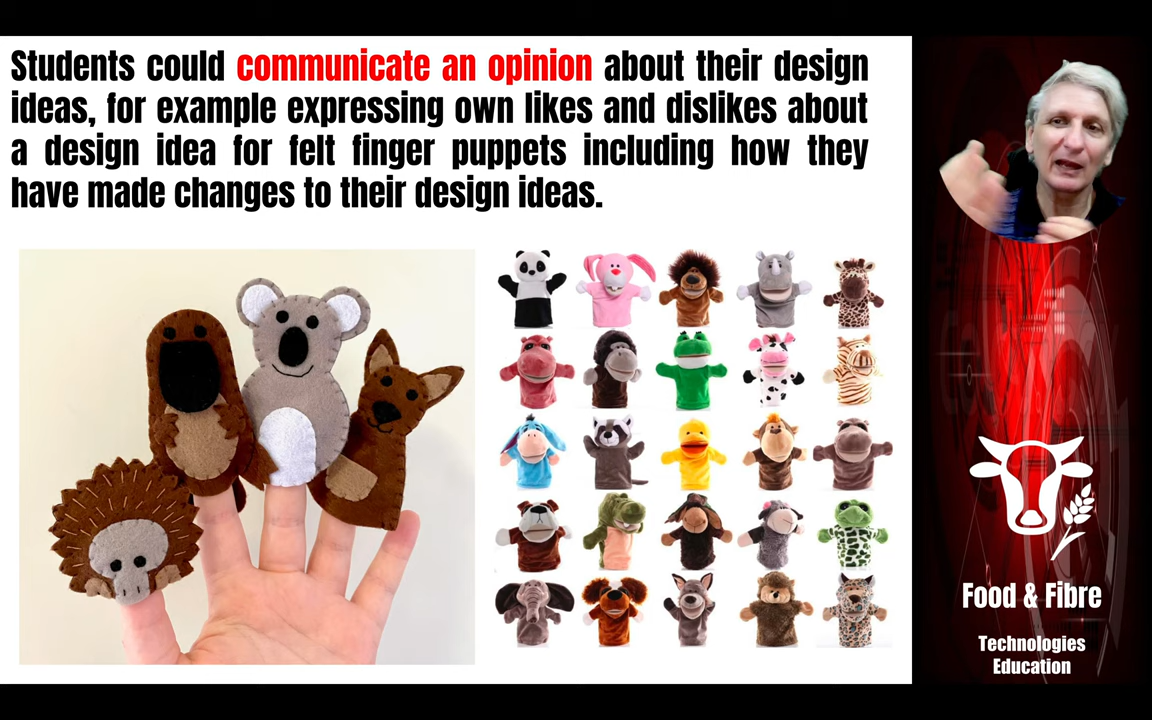 Students could communicate an opinion about their design
ideas, for example expressing own likes and dislikes about
a design idea for felt finger puppets including how they
have made changes to their design ideas.
Food & Fibre
Technologies
Education